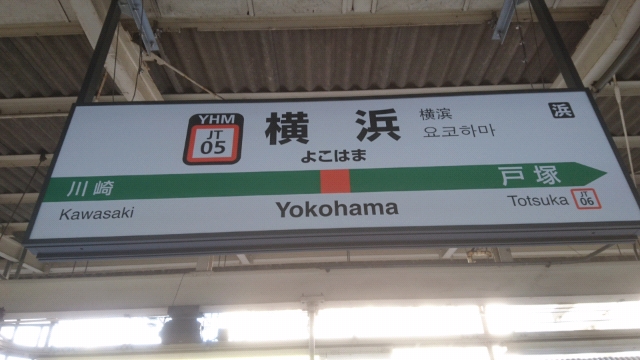 YHM
JT
05
横浜
横滨
요코하마
浜
よこはま
川崎
戸塚
Kawasaki
Yokohama
Totsuka
JT
06